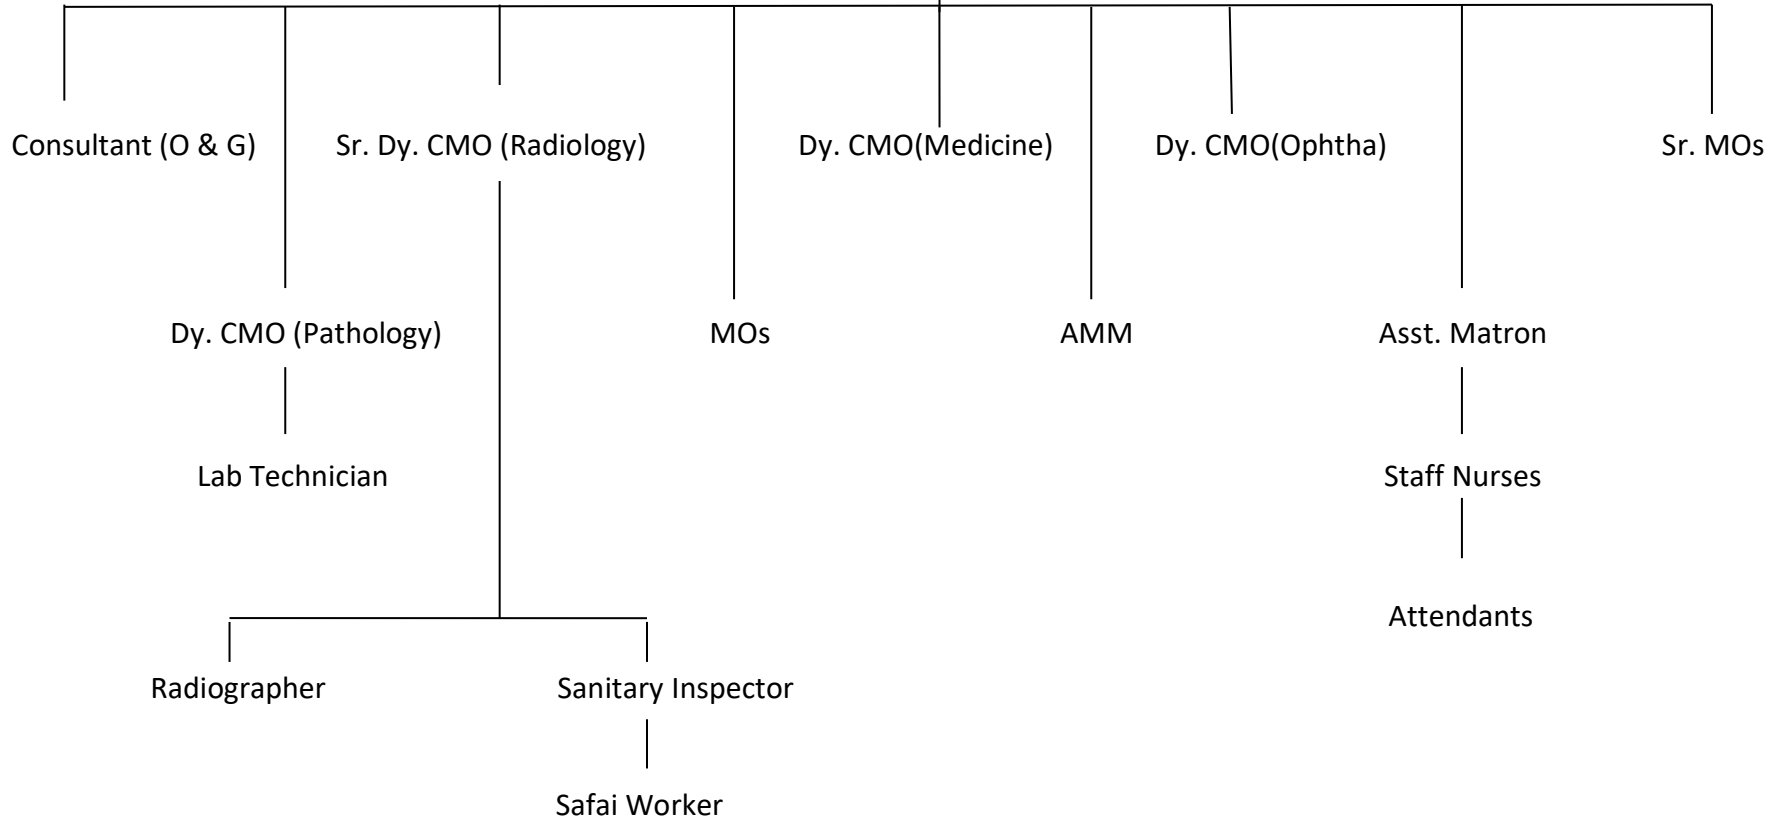 Consultant (O & G)
Sr. Dy. CMO (Radiology)
Dy. CMO(Medicine)
Dy. CMO(Ophtha)
Sr. MOs
Dy. CMO (Pathology)
MOs
AMM
Asst. Matron
Lab Technician
Staff Nurses
Attendants
Radiographer
Sanitary Inspector
Safai Worker